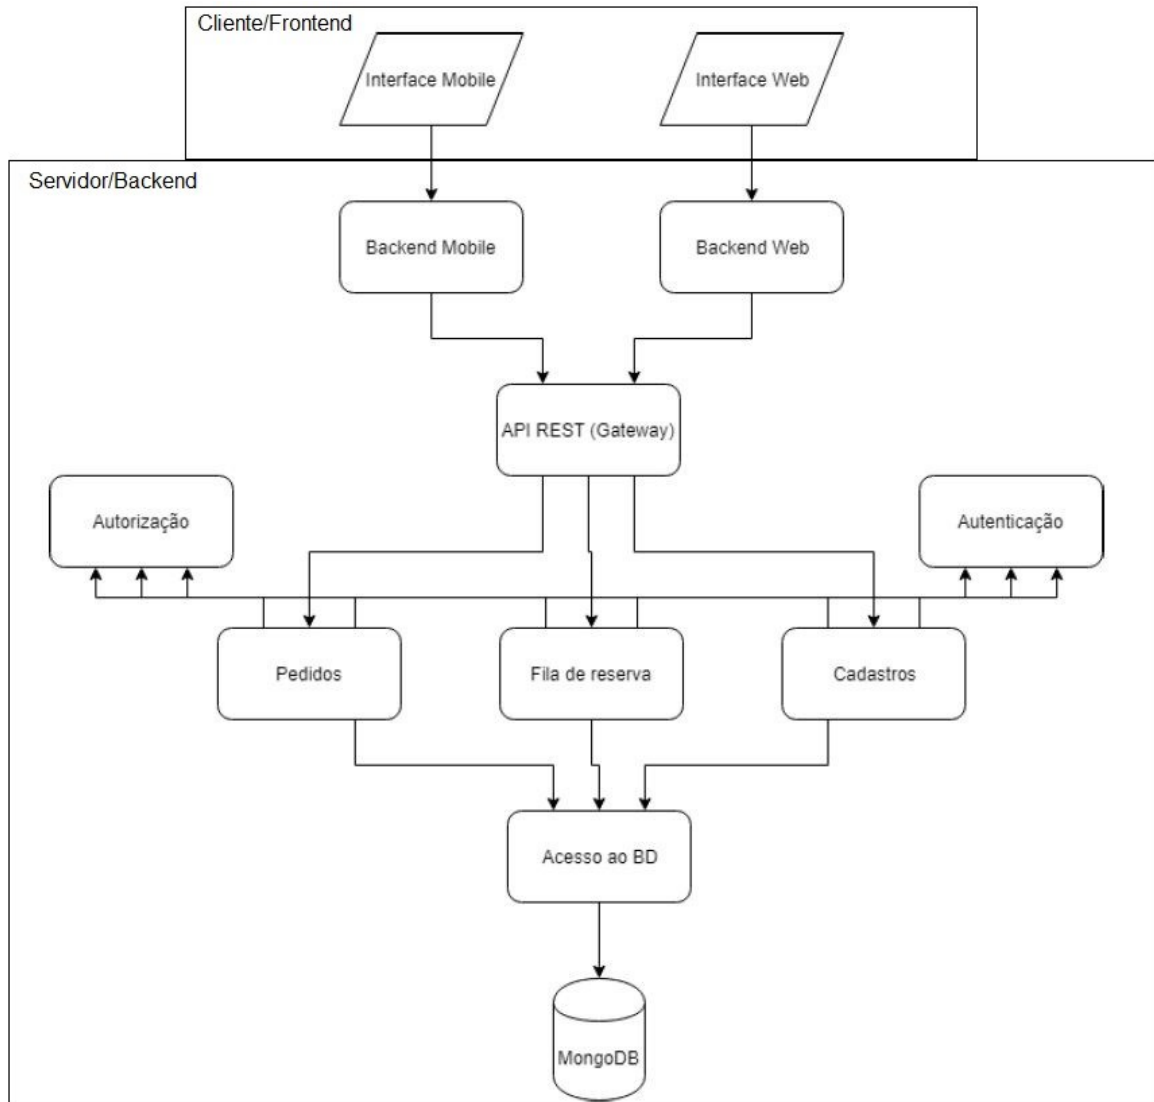 Cliente/Frontend
Interface Mobile
Interface Web
Servidor/Backend
Backend Mobile
Backend Web
API REST (Gateway)
Autorização
Autenticação
Pedidos
Fila de reserva
Cadastros
Acesso ao BD
MongoDB